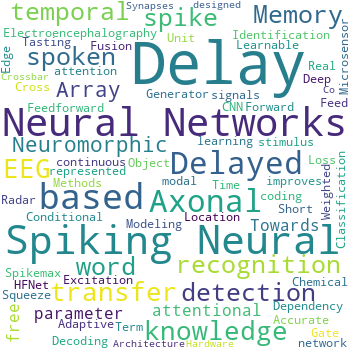 Synapses designed
temporal spike Delay Memory
Electroencephalography Unit Identification
Tasting Fusion Learnable
Edge attention Real
Crossbar Cross Array Generator signals CNN Forward Deep Co Microsensor
Feedforward Feed
spoken
Neural Networks
Neuromorphic learning stimulus
continuous Object Loss
EEG represented Delayed improves
Methods modal Time coding
Radar based Axonal Short Weighted Classification
Conditional Location
Modeling Towards
Spiking Neural
Spikemax word recognition
HFNet Excitation Chemical
Squeeze transfer detection
free parameter attentional Dependency
Adaptive Term Accurate Gate
Decoding knowledge network
Architecture Hardware